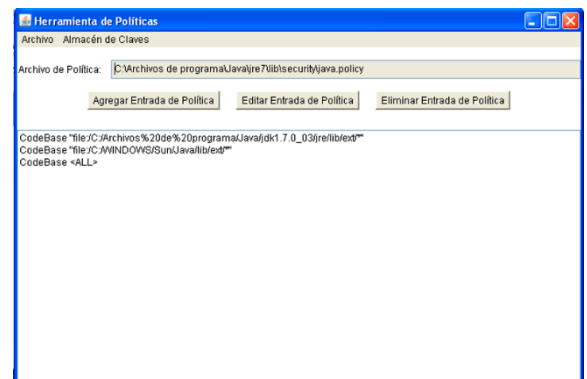 Herramienta de Políticas
Archivo Almacén de Claves
Archivo de Política: C:\Archivos de programa\Java\jre7\lib\security\java.policy
Agregar Entrada de Política Editar Entrada de Política Eliminar Entrada de Política
CodeBase "file:/C:/Archivos%20de%20programa/Java/jdk1.7.0_03/jre/lib/ext/*"
CodeBase "file:/C:/WINDOWS/Sun/Java/lib/ext/*"
CodeBase <ALL>